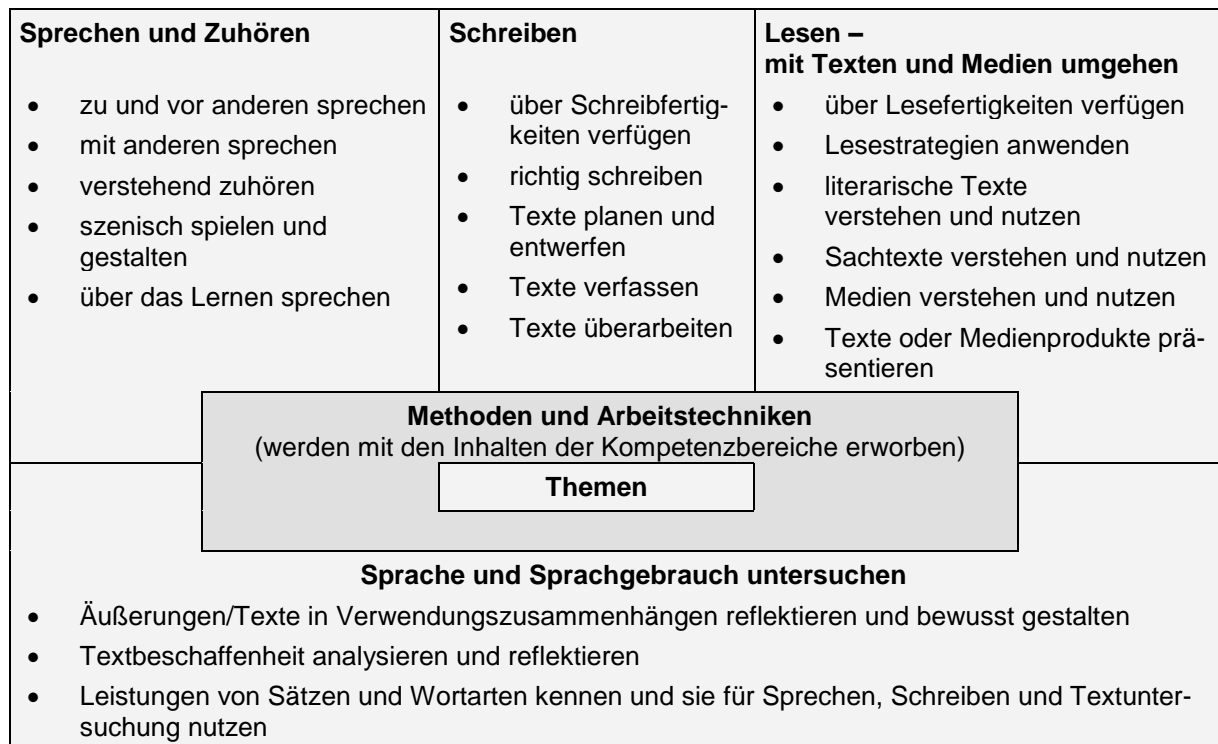 Sprechen und Zuhören
• zu und vor anderen sprechen
• mit anderen sprechen
• verstehend zuhören
• szenisch spielen und
gestalten
• über das Lernen sprechen
Schreiben
• über Schreibfertig-
keiten verfügen
• richtig schreiben
• Texte planen und
entwerfen
• Texte verfassen
• Texte überarbeiten
Lesen –
mit Texten und Medien umgehen
• über Lesefertigkeiten verfügen
• Lesestrategien anwenden
• literarische Texte
verstehen und nutzen
• Sachtexte verstehen und nutzen
• Medien verstehen und nutzen
• Texte oder Medienprodukte prä-
sentieren
Methoden und Arbeitstechniken
(werden mit den Inhalten der Kompetenzbereiche erworben)
Themen
Sprache und Sprachgebrauch untersuchen
• Äußerungen/Texte in Verwendungszusammenhängen reflektieren und bewusst gestalten
• Textbeschaffenheit analysieren und reflektieren
• Leistungen von Sätzen und Wortarten kennen und sie für Sprechen, Schreiben und Textunter-
suchung nutzen